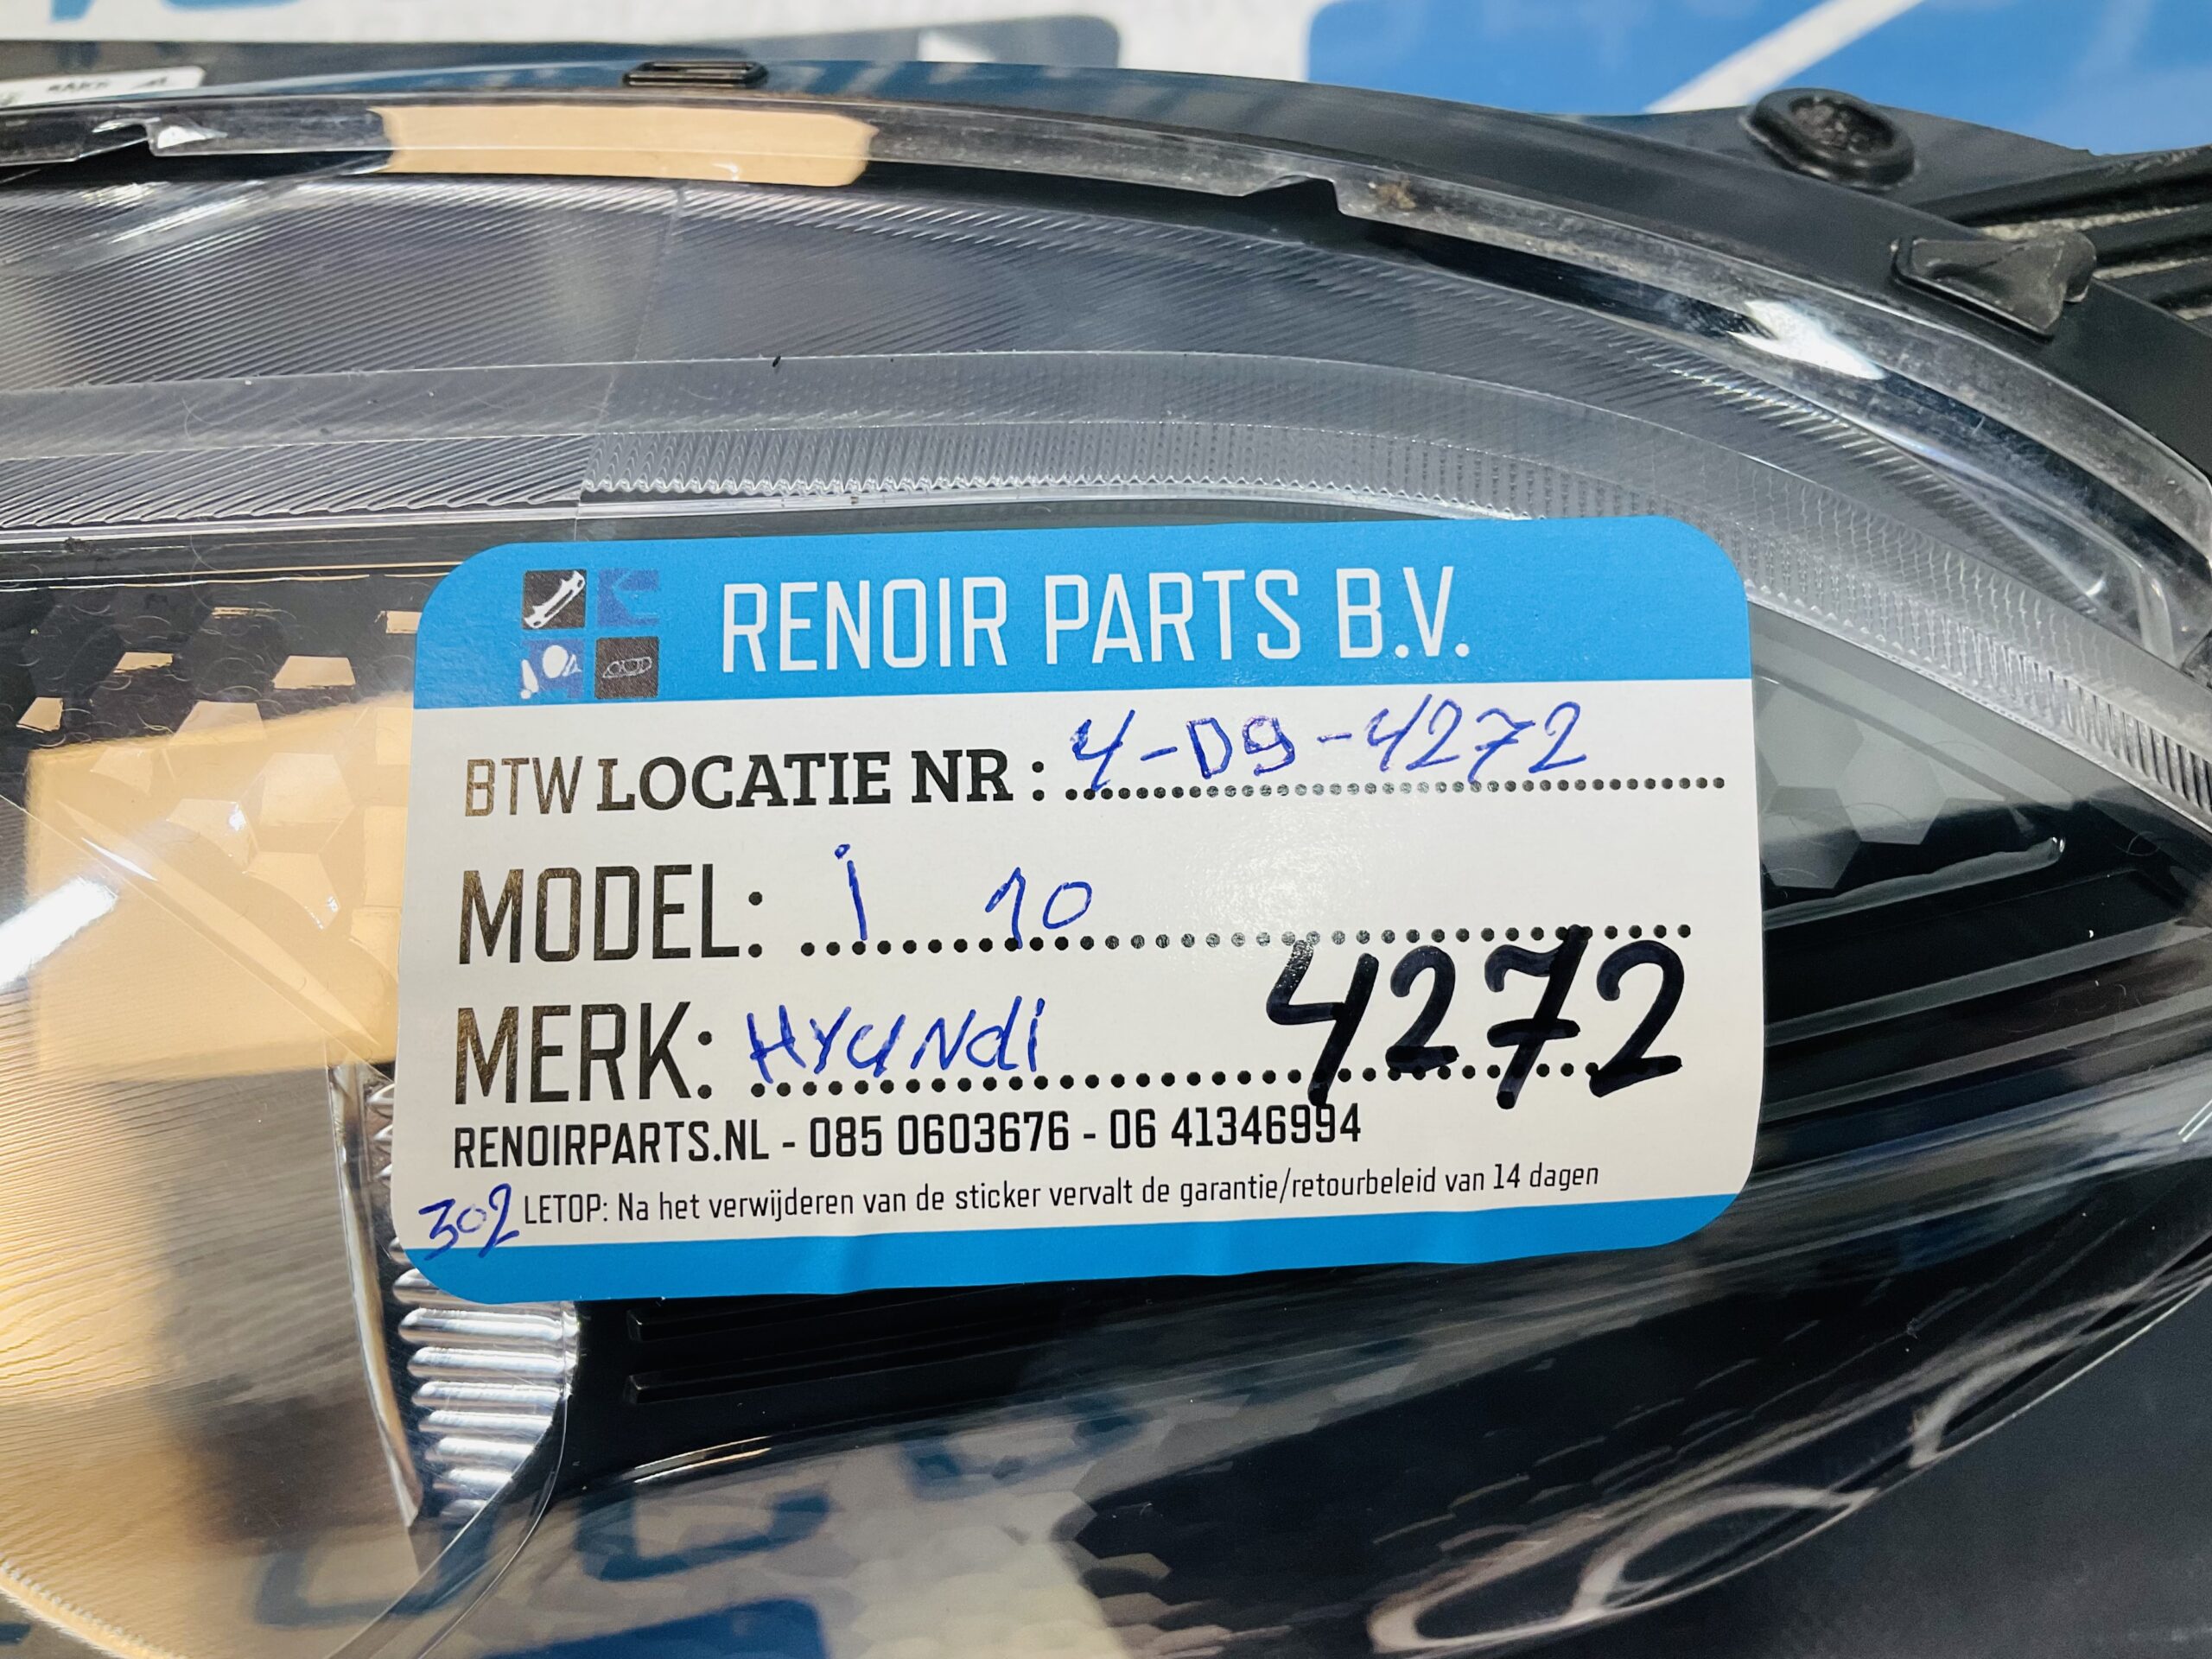 RENOIR PARTS B.V.
BTW LOCATIE NR : 4-D9-4272
MODEL: i 10
MERK: Hyundi 4272
RENOIRPARTS.NL - 085 0603676 - 06 41346994
302 LETOP: Na het verwijderen van de sticker vervalt de garantie/retourbeleid van 14 dagen